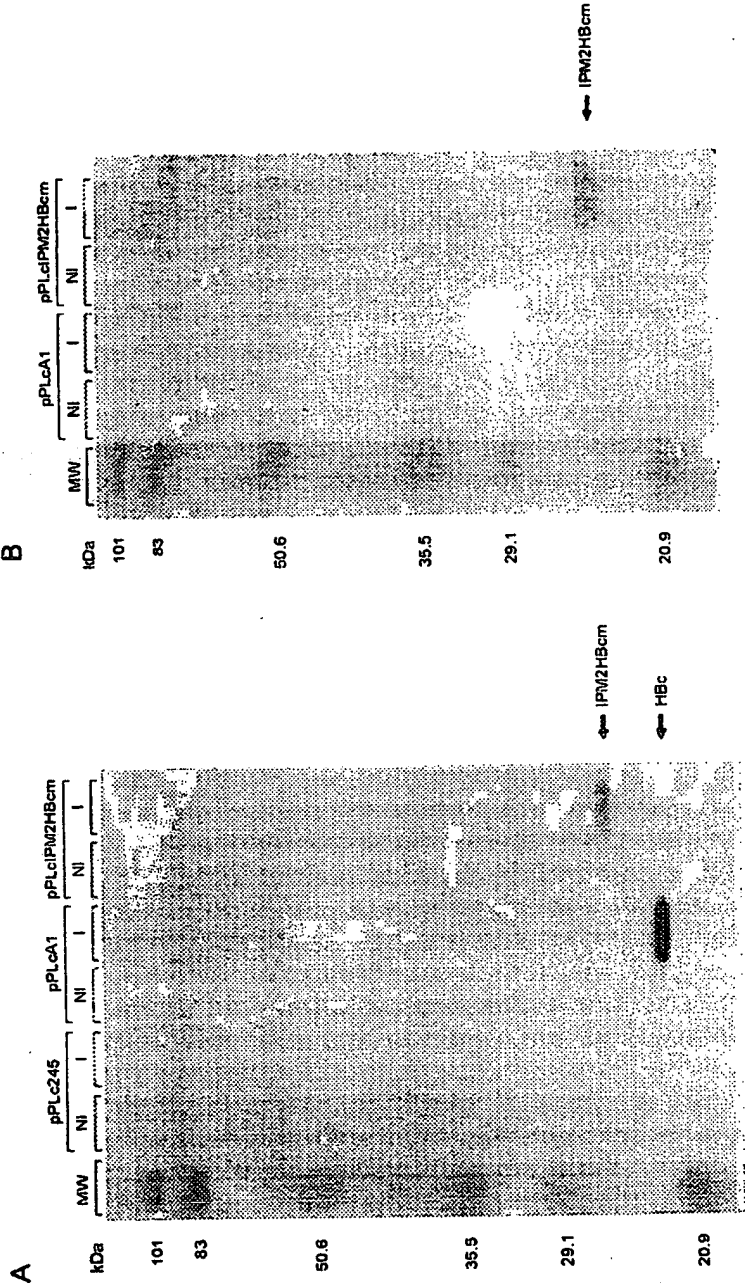 A
kDa
101
83
50.6
35.5
29.1
20.9
MW
pPLc245
NI
I
pPLcA1
NI
I
pPLcIPM2HBcm
NI
I
IPM2HBcm
HBc
B
kDa
101
83
50.6
35.5
29.1
20.9
MW
pPLcA1
NI
I
pPLcIPM2HBcm
NI
I
IPM2HBcm